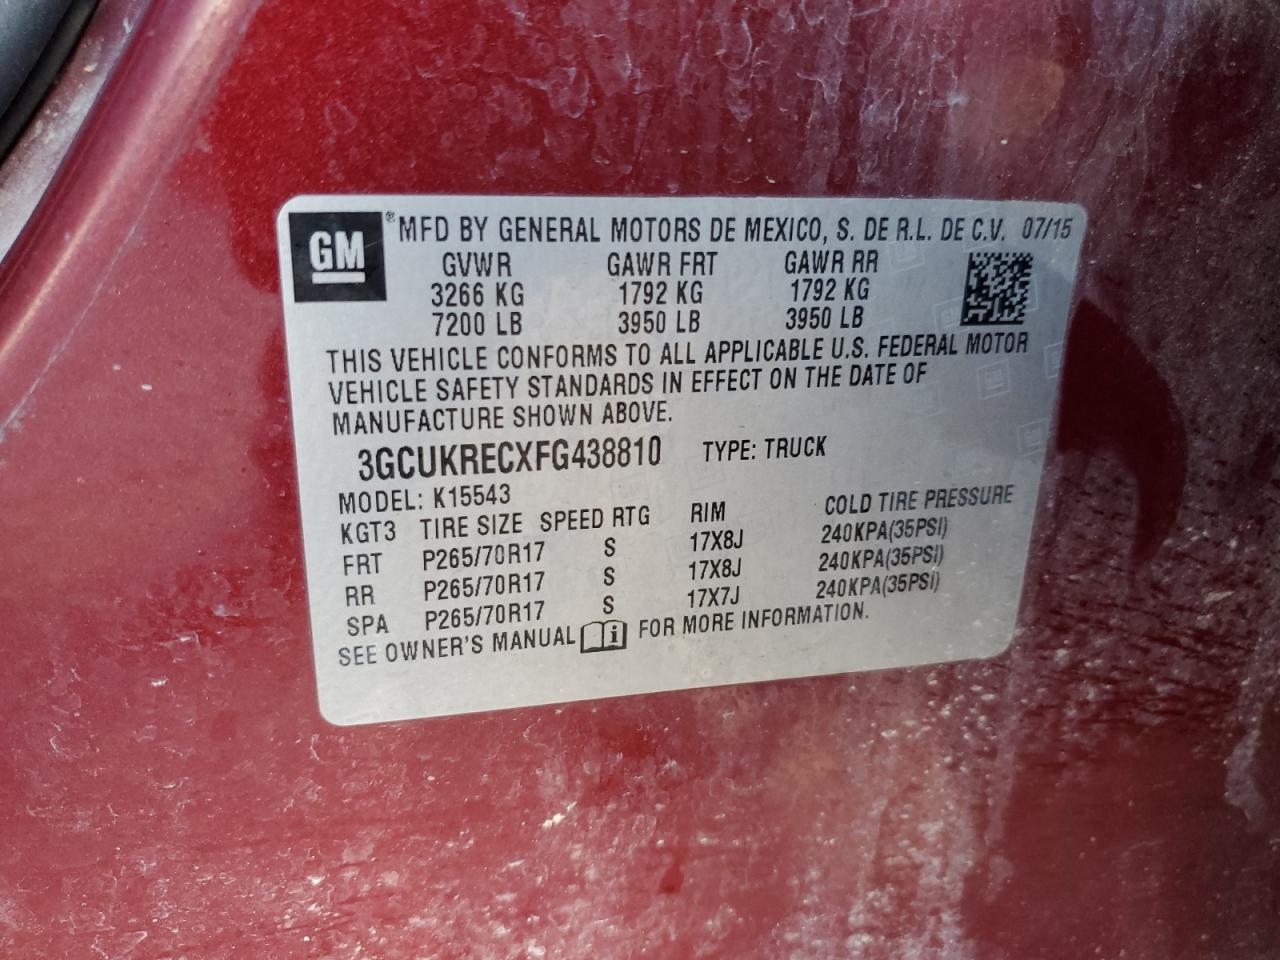 GM ® MFD BY GENERAL MOTORS DE MEXICO, S. DE R.L. DE C.V. 07/15
GVWR GAWR FRT GAWR RR
3266 KG 1792 KG 1792 KG
7200 LB 3950 LB 3950 LB
THIS VEHICLE CONFORMS TO ALL APPLICABLE U.S. FEDERAL MOTOR
VEHICLE SAFETY STANDARDS IN EFFECT ON THE DATE OF
MANUFACTURE SHOWN ABOVE.
3GCUKRECXFG438810 TYPE: TRUCK
MODEL: K15543
KGT3 TIRE SIZE SPEED RTG RIM COLD TIRE PRESSURE
FRT P265/70R17 S 17X8J 240KPA(35PSI)
RR P265/70R17 S 17X8J 240KPA(35PSI)
SPA P265/70R17 S 17X7J 240KPA(35PSI)
SEE OWNER'S MANUAL i FOR MORE INFORMATION.